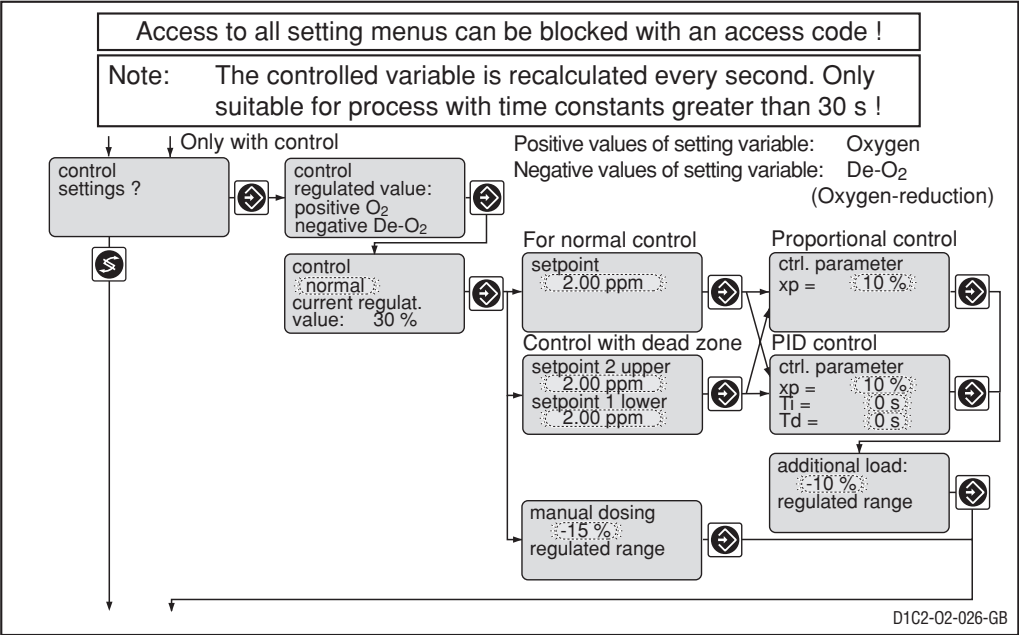 Access to all setting menus can be blocked with an access code !
Note: The controlled variable is recalculated every second. Only
suitable for process with time constants greater than 30 s !
Only with control
Positive values of setting variable: Oxygen
Negative values of setting variable: De-O2
(Oxygen-reduction)
control
settings ?
control
regulated value:
positive O2
negative De-O2
control
normal
current regulat.
value: 30 %
For normal control
setpoint
2.00 ppm
Proportional control
ctrl. parameter
xp = 10 %
Control with dead zone
setpoint 2 upper
2.00 ppm
setpoint 1 lower
2.00 ppm
PID control
ctrl. parameter
xp = 10 %
Ti = 0 s
Td = 0 s
additional load:
-10 %
regulated range
manual dosing
-15 %
regulated range
D1C2-O2-026-GB